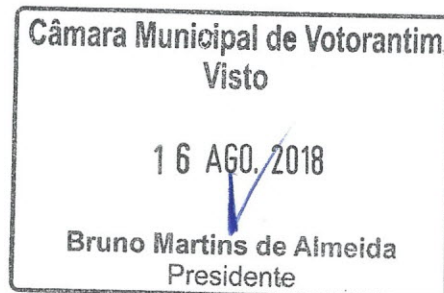 Câmara Municipal de Votorantim
Visto
16 AGO. 2018
Bruno Martins de Almeida
Presidente